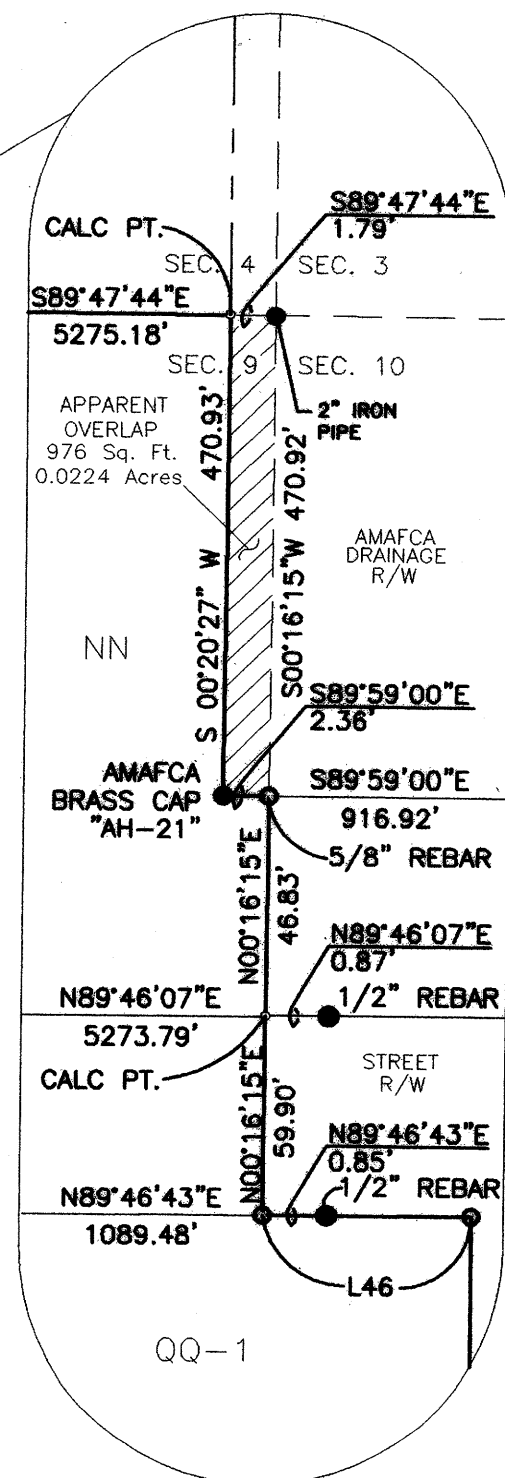 S89°47'44"E
1.79'
CALC PT.
SEC. 4
SEC. 3
S89°47'44"E
5275.18'
SEC. 9
SEC. 10
2" IRON
PIPE
APPARENT
OVERLAP
976 Sq. Ft.
0.0224 Acres
S 00°20'27" W 470.93'
S00°16'15"W 470.92'
AMAFCA
DRAINAGE
R/W
NN
S89°59'00"E
2.36'
AMAFCA
BRASS CAP
"AH-21"
S89°59'00"E
916.92'
5/8" REBAR
N00°16'15"E
46.83'
N89°46'07"E
0.87'
N89°46'07"E
5273.79'
1/2" REBAR
CALC PT.
STREET
R/W
N00°16'15"E
59.90'
N89°46'43"E
0.85'
N89°46'43"E
1089.48'
1/2" REBAR
L46
QQ-1